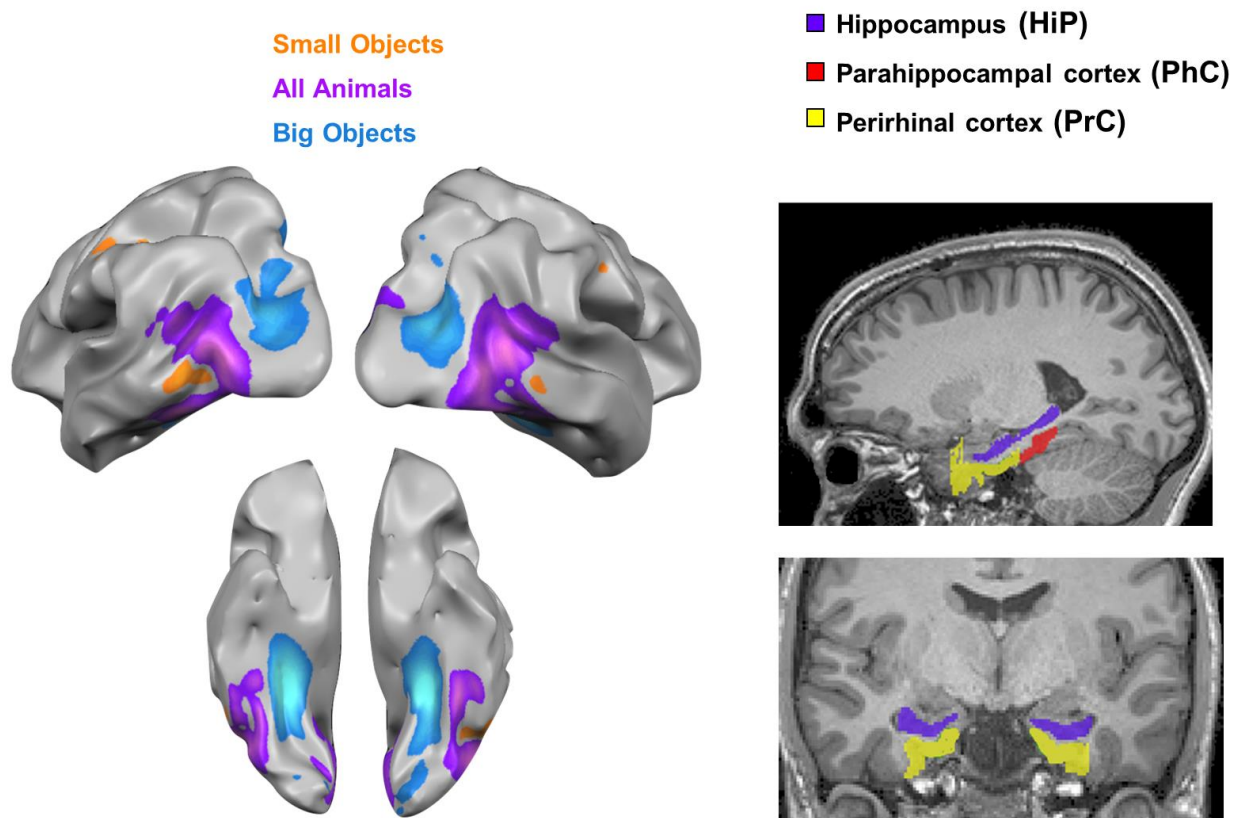 Small Objects
All Animals
Big Objects
Hippocampus (HiP)
Parahippocampal cortex (PhC)
Perirhinal cortex (PrC)